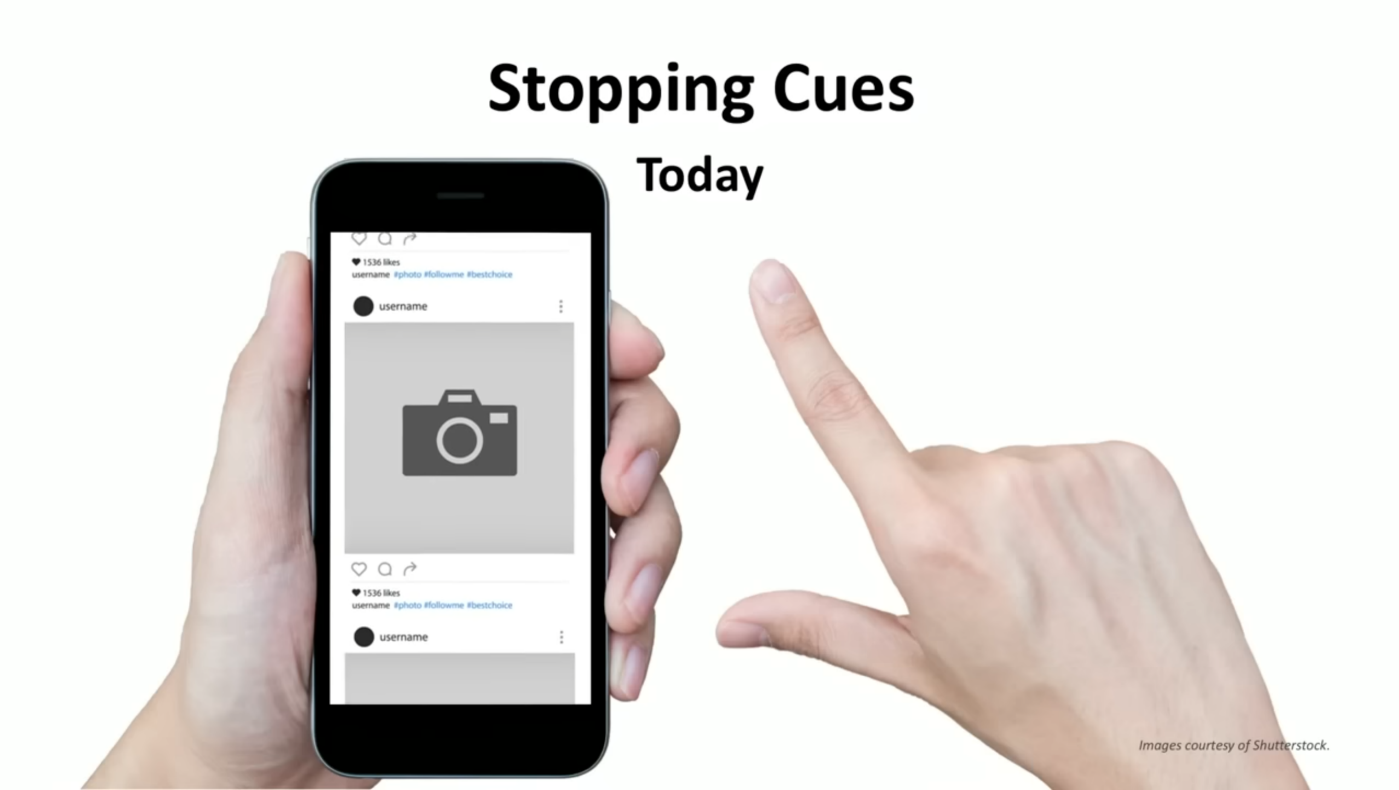 Stopping Cues
Today
1536 likes
username #photo #followme #bestchoice
username
1536 likes
username #photo #followme #bestchoice
username
Images courtesy of Shutterstock.